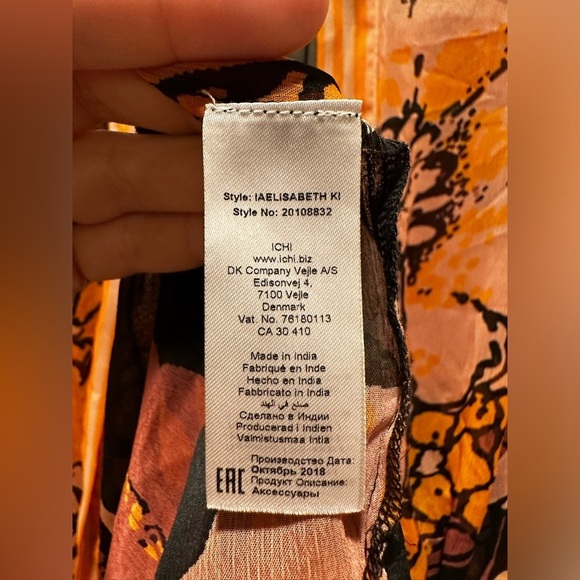 Style: IAELISABETH KI
Style No: 20108832
ICHI
www.ichi.biz
DK Company Vejle A/S
Edisonvej 4,
7100 Vejle
Denmark
Vat. No. 76180113
CA 30 410
Made in India
Fabriqué en Inde
Hecho en India
Fabbricato in India
صنع في الهند
Сделано в Индии
Producerad i Indien
Valmistusmaa Intia
Производство Дата:
Октябрь 2018
Продукт Описание:
Аксессуары
EAC